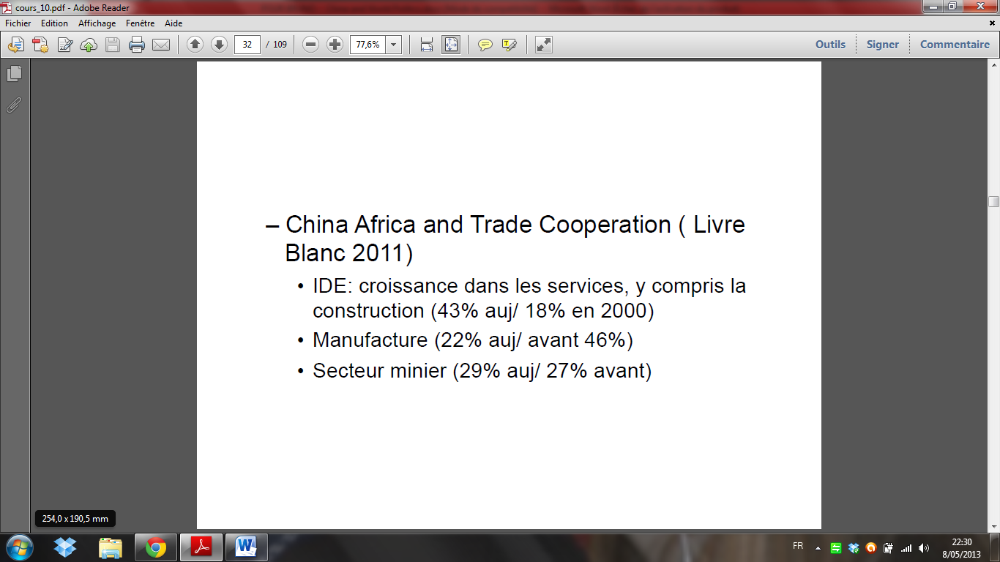 cours_10.pdf - Adobe Reader
Fichier Edition Affichage Fenêtre Aide
32 / 109 77,6% Outils Signer Commentaire
– China Africa and Trade Cooperation ( Livre
Blanc 2011)
• IDE: croissance dans les services, y compris la
construction (43% auj/ 18% en 2000)
• Manufacture (22% auj/ avant 46%)
• Secteur minier (29% auj/ 27% avant)
254,0 x 190,5 mm
FR
22:30
8/05/2013